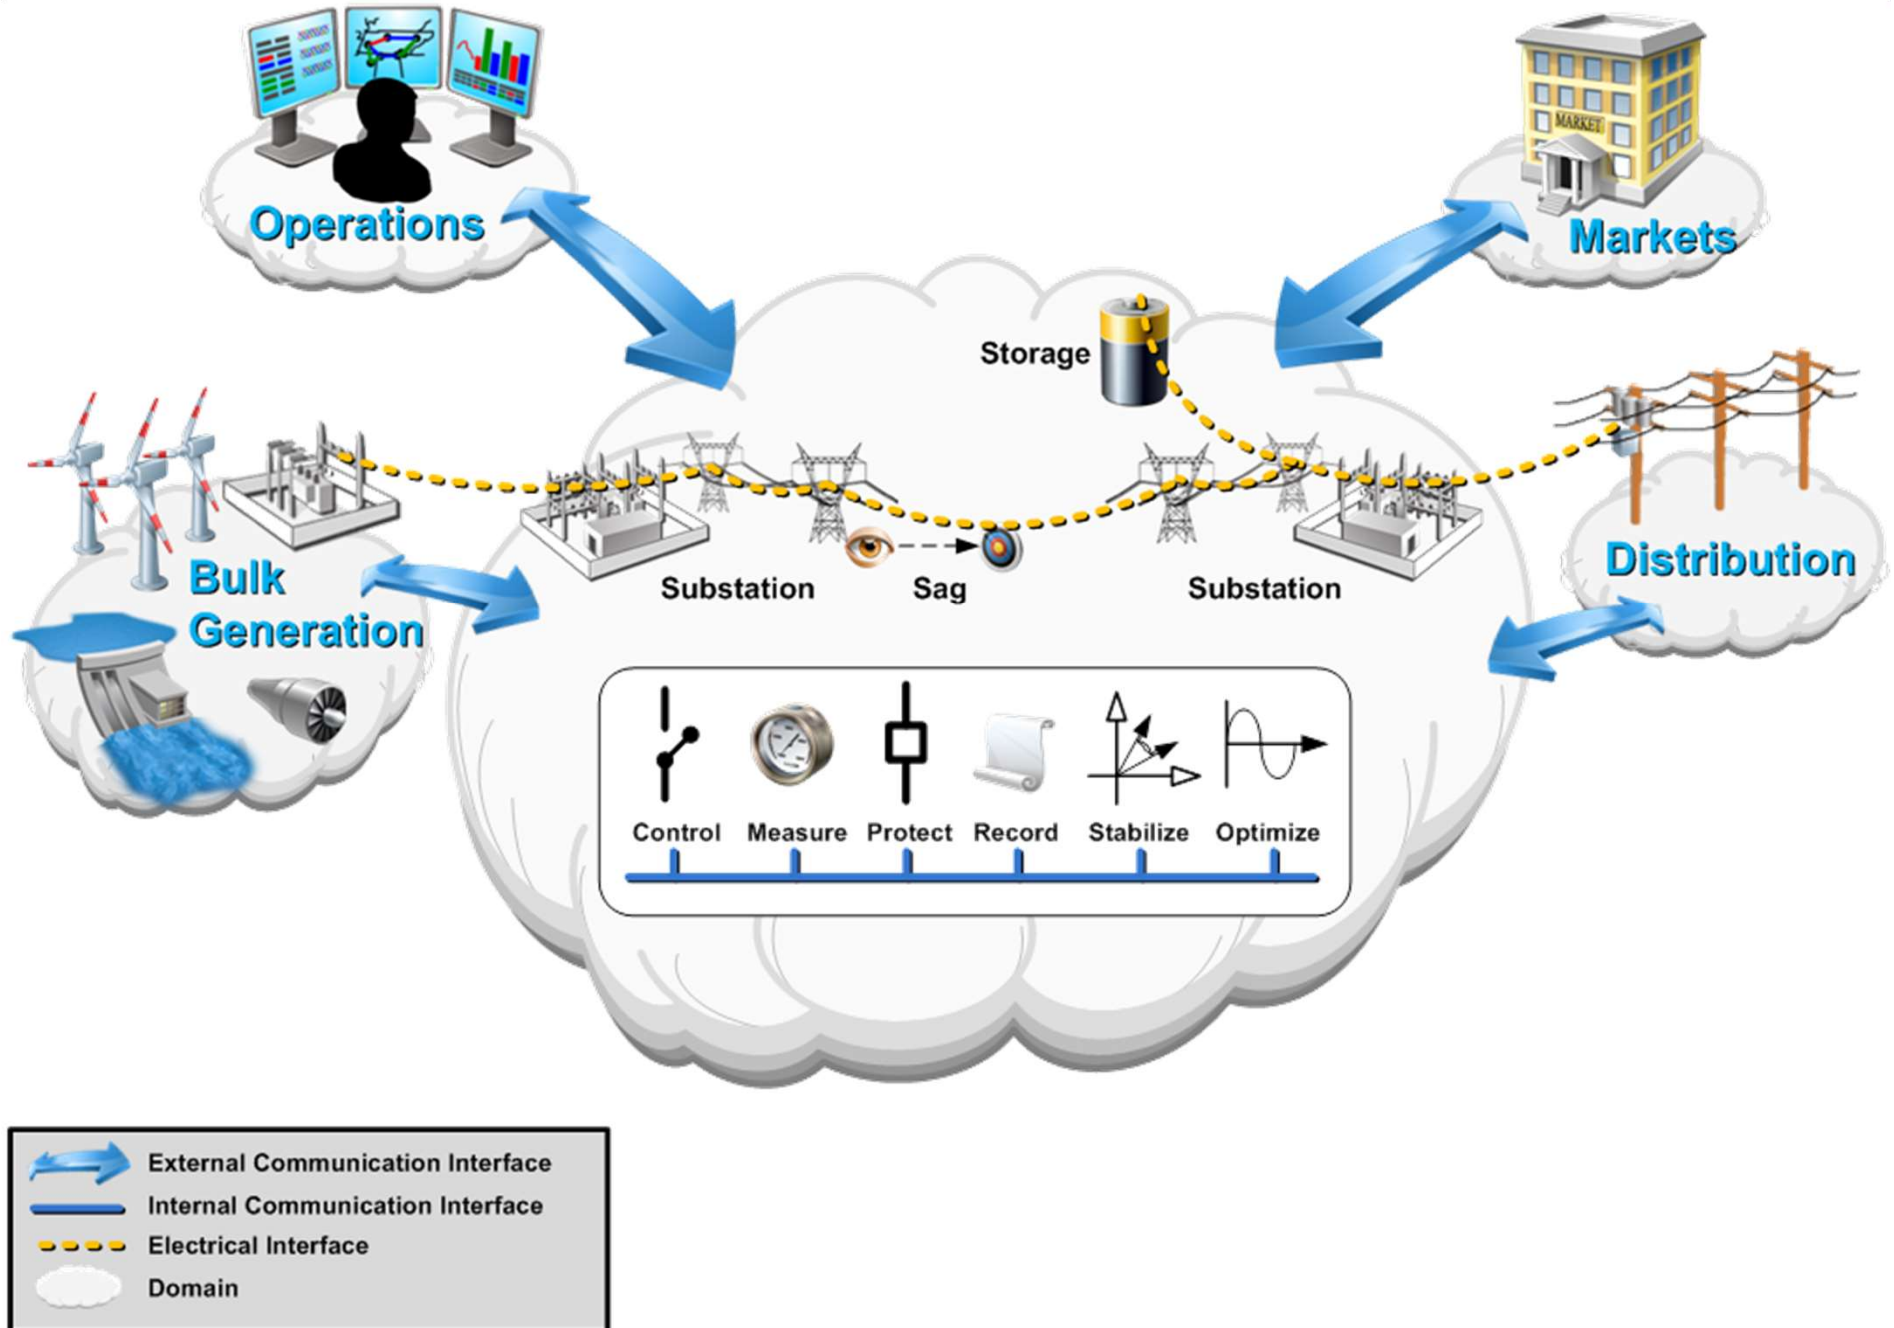 Operations
MARKET
Markets
Storage
Bulk
Generation
Substation
Sag
Substation
Distribution
Control
Measure
Protect
Record
Stabilize
Optimize
External Communication Interface
Internal Communication Interface
Electrical Interface
Domain